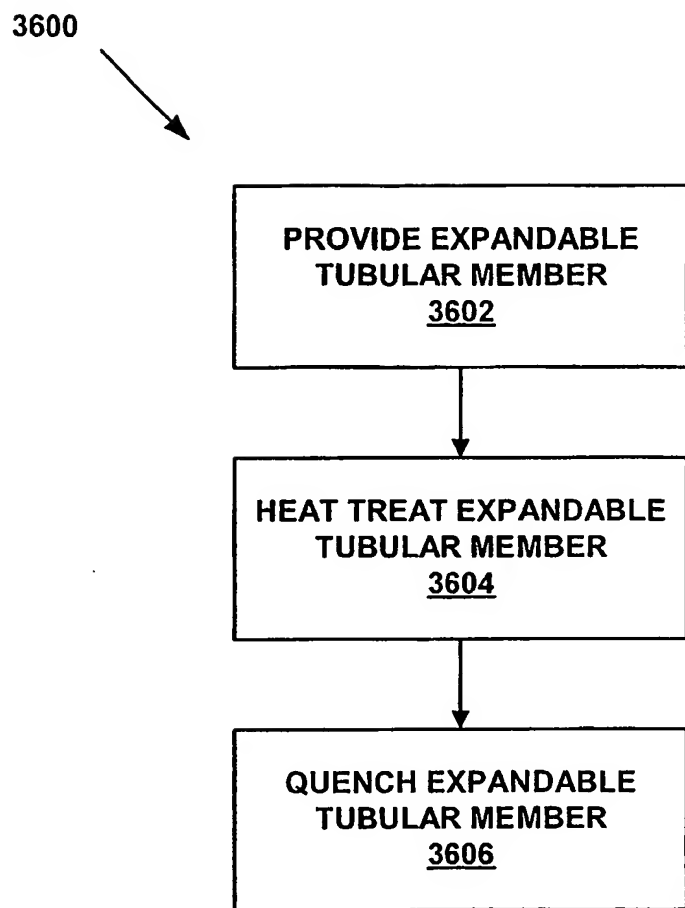 3600
PROVIDE EXPANDABLE
TUBULAR MEMBER
3602
HEAT TREAT EXPANDABLE
TUBULAR MEMBER
3604
QUENCH EXPANDABLE
TUBULAR MEMBER
3606